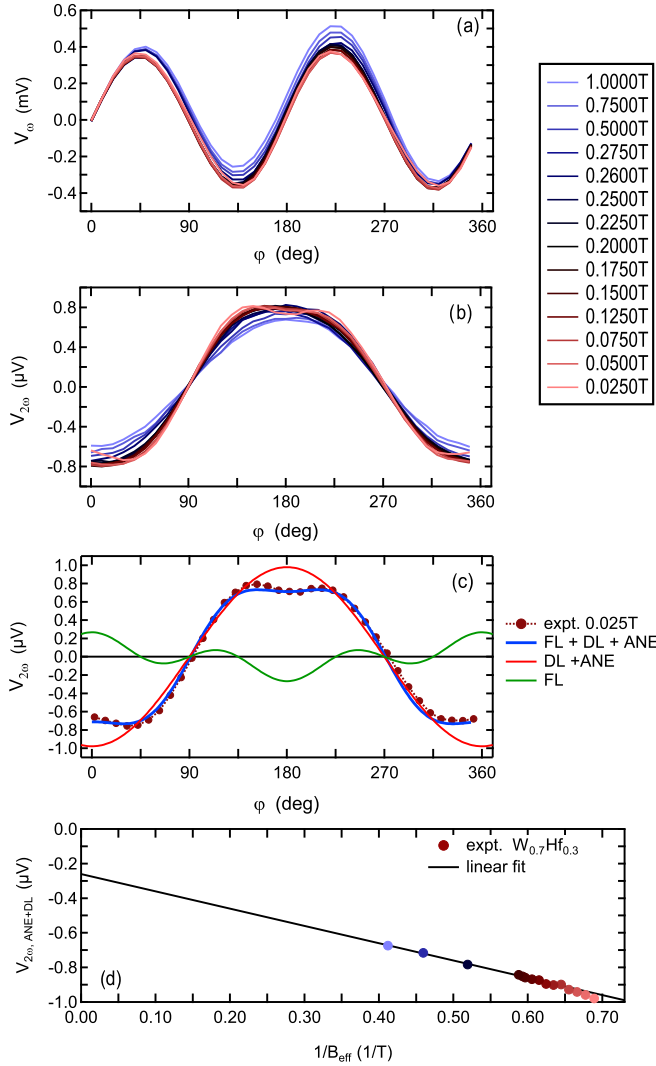 0.6
0.4
0.2
0.0
-0.2
-0.4
Vω (mV)
(a)
0
90
180
270
360
φ (deg)
1.0000T
0.7500T
0.5000T
0.2750T
0.2600T
0.2500T
0.2250T
0.2000T
0.1750T
0.1500T
0.1250T
0.0750T
0.0500T
0.0250T
0.8
0.4
0.0
-0.4
-0.8
V2ω (μV)
(b)
0
90
180
270
360
φ (deg)
1.0
0.8
0.6
0.4
0.2
0.0
-0.2
-0.4
-0.6
-0.8
-1.0
V2ω (μV)
(c)
0
90
180
270
360
φ (deg)
expt. 0.025T
FL + DL + ANE
DL +ANE
FL
0.0
-0.2
-0.4
-0.6
-0.8
-1.0
V2ω, ANE+DL (μV)
(d)
expt. W0.7Hf0.3
linear fit
0.00
0.10
0.20
0.30
0.40
0.50
0.60
0.70
1/Beff (1/T)